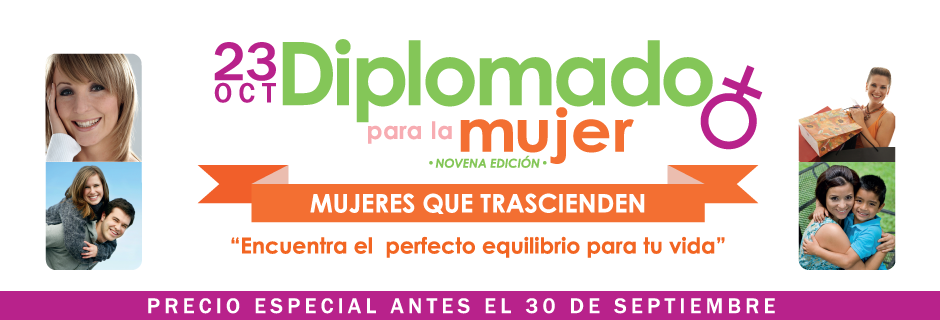 23
OCT
Diplomado
para la mujer
• NOVENA EDICIÓN •
MUJERES QUE TRASCIENDEN
“Encuentra el perfecto equilibrio para tu vida”
PRECIO ESPECIAL ANTES EL 30 DE SEPTIEMBRE